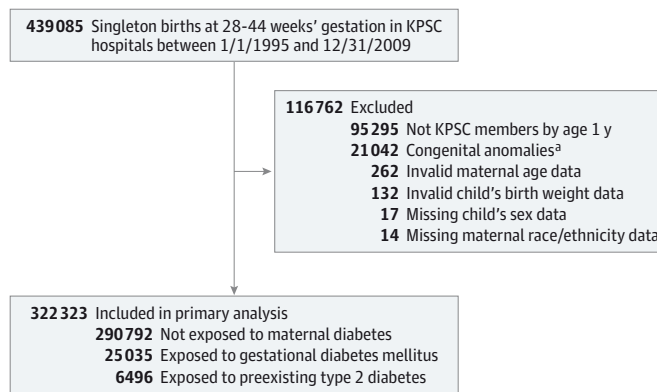 439085 Singleton births at 28-44 weeks' gestation in KPSC
hospitals between 1/1/1995 and 12/31/2009
116762 Excluded
95295 Not KPSC members by age 1 y
21042 Congenital anomaliesa
262 Invalid maternal age data
132 Invalid child's birth weight data
17 Missing child's sex data
14 Missing maternal race/ethnicity data
322323 Included in primary analysis
290792 Not exposed to maternal diabetes
25035 Exposed to gestational diabetes mellitus
6496 Exposed to preexisting type 2 diabetes